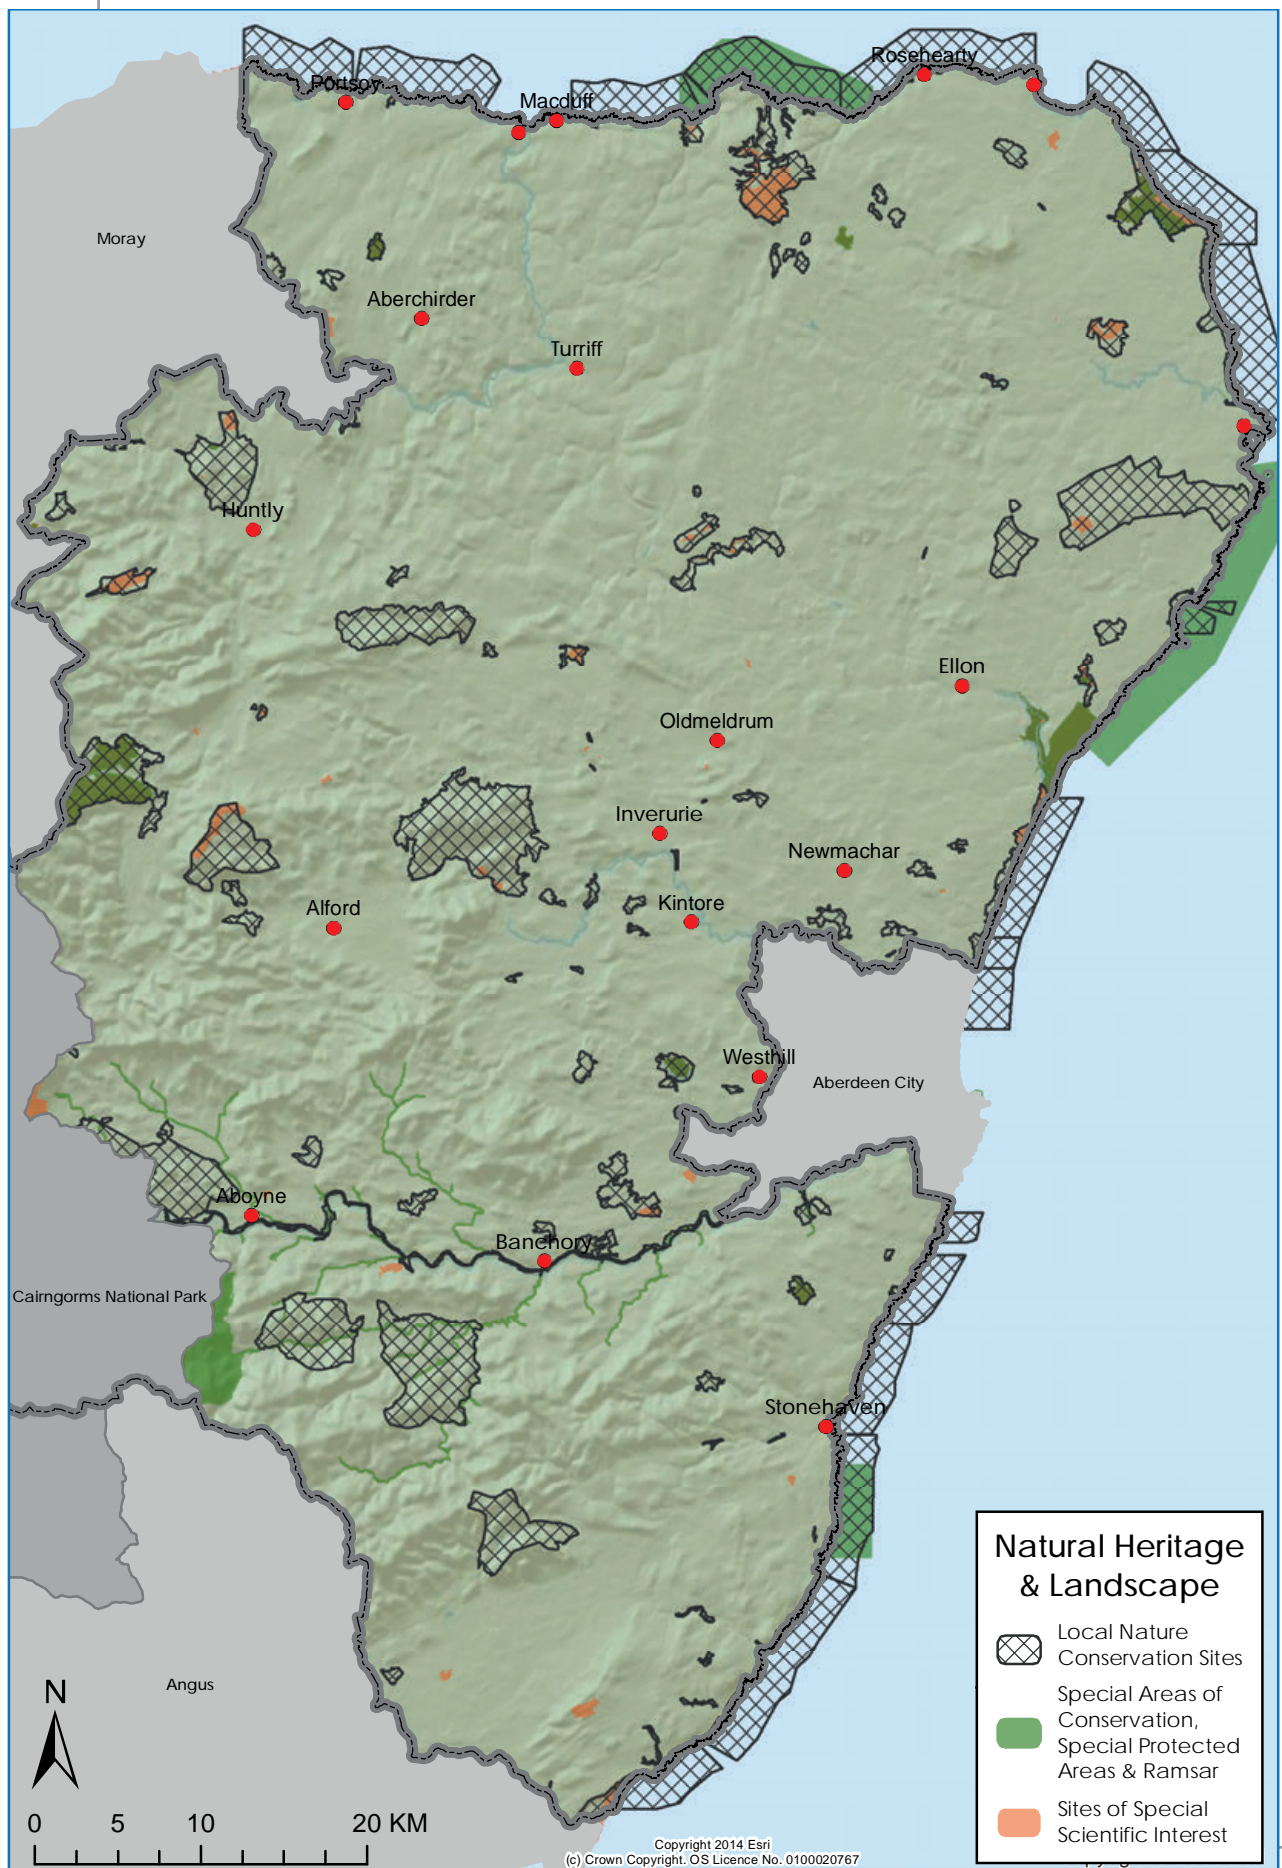 Rosehearty
Portsoy
Macduff
Moray
Aberchirder
Turriff
Huntly
Ellon
Oldmeldrum
Inverurie
Newmachar
Alford
Kintore
Westhill
Aberdeen City
Aboyne
Banchory
Cairngorms National Park
Stonehaven
Angus
N
0 5 10 20 KM
Natural Heritage
& Landscape
Local Nature
Conservation Sites
Special Areas of
Conservation,
Special Protected
Areas & Ramsar
Sites of Special
Scientific Interest
Copyright 2014 Esri
(c) Crown Copyright. OS Licence No. 0100020767